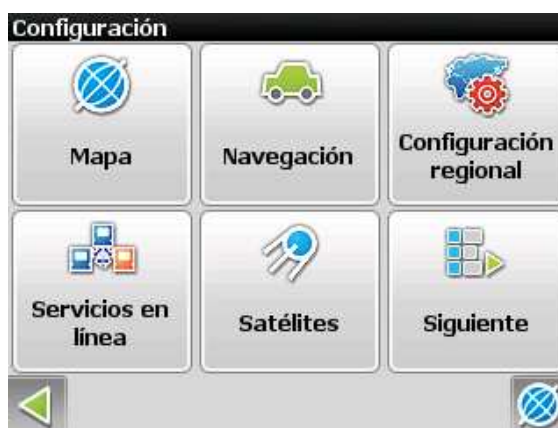 Configuración
Mapa
Navegación
Configuración
regional
Servicios en
línea
Satélites
Siguiente